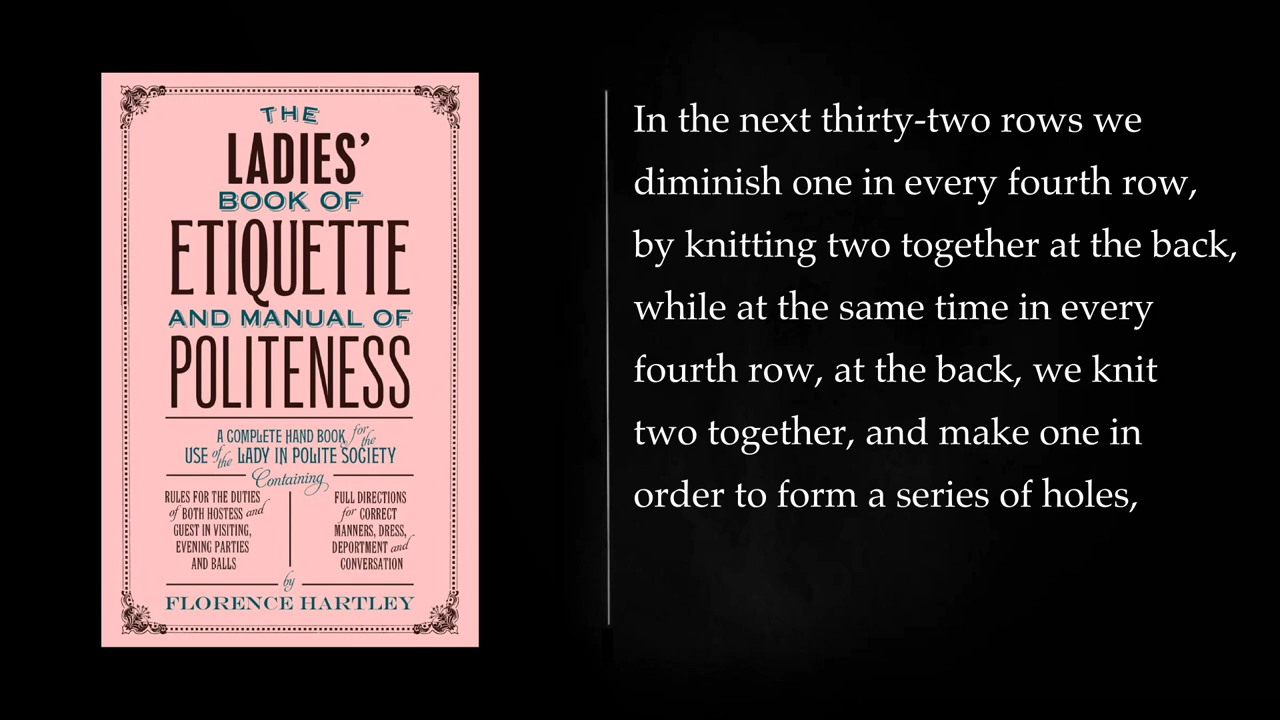 THE
LADIES'
BOOK OF
ETIQUETTE
AND MANUAL OF
POLITENESS
A COMPLETE HAND BOOK for the
USE of the LADY IN POLITE SOCIETY
Containing
RULES FOR THE DUTIES
of BOTH HOSTESS and
GUEST IN VISITING,
EVENING PARTIES
AND BALLS
FULL DIRECTIONS
for CORRECT
MANNERS, DRESS,
DEPORTMENT and
CONVERSATION
by
FLORENCE HARTLEY
In the next thirty-two rows we
diminish one in every fourth row,
by knitting two together at the back,
while at the same time in every
fourth row, at the back, we knit
two together, and make one in
order to form a series of holes,